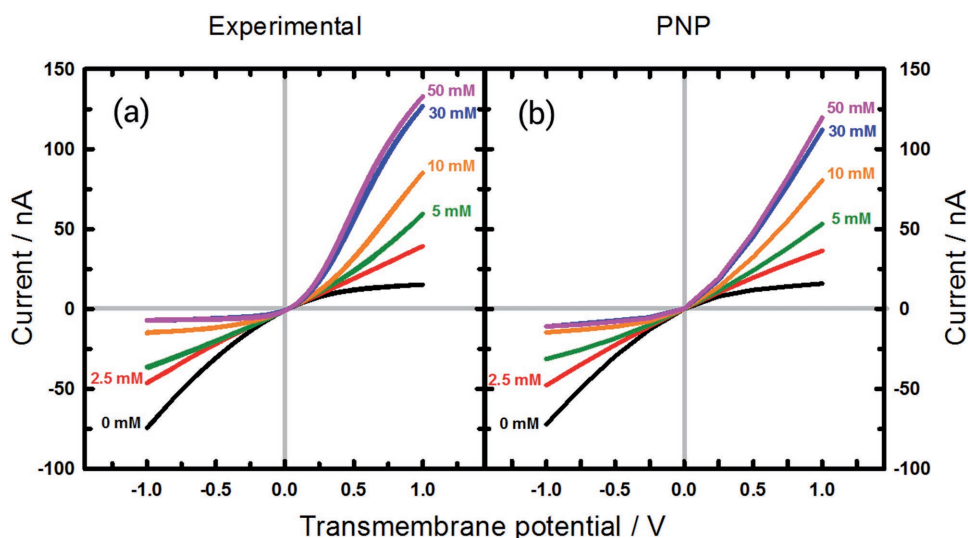 Experimental
PNP
150
100
50
0
-50
-100
Current / nA
(a)
50 mM
30 mM
10 mM
5 mM
2.5 mM
0 mM
-1.0 -0.5 0.0 0.5 1.0
(b)
50 mM
30 mM
10 mM
5 mM
2.5 mM
0 mM
-1.0 -0.5 0.0 0.5 1.0
150
100
50
0
-50
-100
Current / nA
Transmembrane potential / V